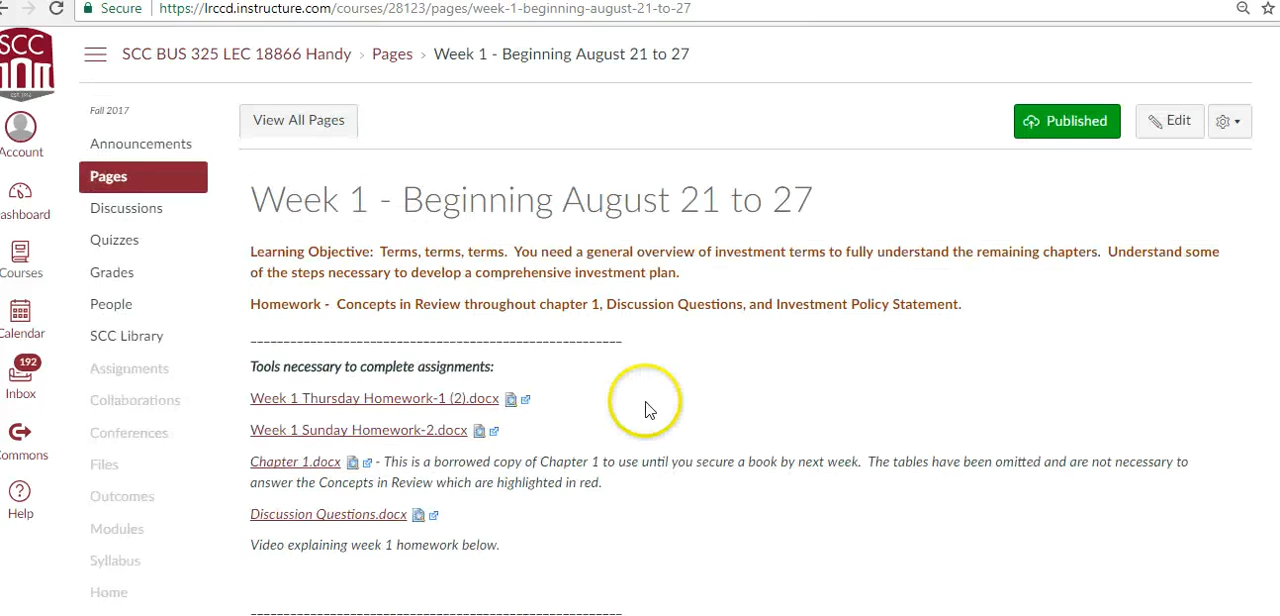 Secure https://lrccd.instructure.com/courses/28123/pages/week-1-beginning-august-21-to-27
SCC
EST. 1916
SCC BUS 325 LEC 18866 Handy > Pages > Week 1 - Beginning August 21 to 27
Fall 2017
View All Pages
Published
Edit
Account
ashboard
Courses
Calendar
192
Inbox
ommons
Help
Announcements
Pages
Discussions
Quizzes
Grades
People
SCC Library
Assignments
Collaborations
Conferences
Files
Outcomes
Modules
Syllabus
Home
Week 1 - Beginning August 21 to 27
Learning Objective: Terms, terms, terms. You need a general overview of investment terms to fully understand the remaining chapters. Understand some
of the steps necessary to develop a comprehensive investment plan.
Homework - Concepts in Review throughout chapter 1, Discussion Questions, and Investment Policy Statement.
________________________________________________________
Tools necessary to complete assignments:
Week 1 Thursday Homework-1 (2).docx
Week 1 Sunday Homework-2.docx
Chapter 1.docx - This is a borrowed copy of Chapter 1 to use until you secure a book by next week. The tables have been omitted and are not necessary to
answer the Concepts in Review which are highlighted in red.
Discussion Questions.docx
Video explaining week 1 homework below.
________________________________________________________